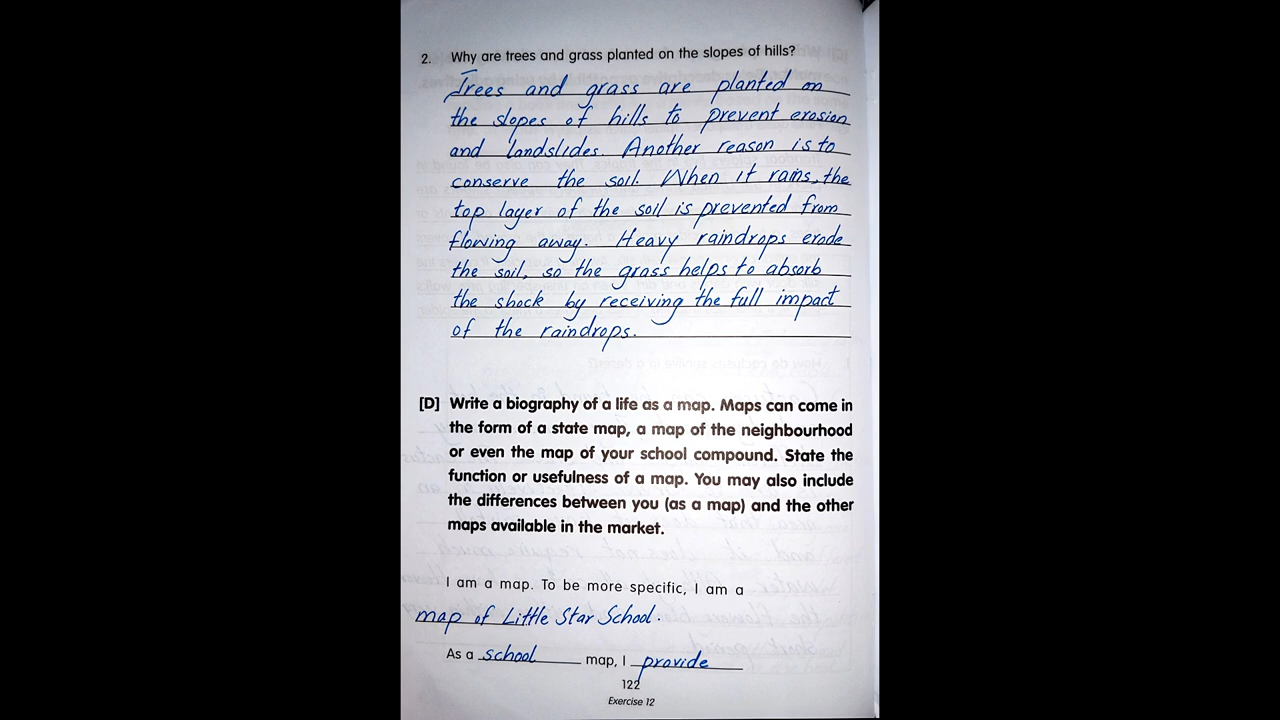 2. Why are trees and grass planted on the slopes of hills?
Trees and grass are planted on
the slopes of hills to prevent erosion
and landslides. Another reason is to
conserve the soil. When it rains, the
top layer of the soil is prevented from
flowing away. Heavy raindrops erode
the soil, so the grass helps to absorb
the shock by receiving the full impact
of the raindrops.
[D] Write a biography of a life as a map. Maps can come in
the form of a state map, a map of the neighbourhood
or even the map of your school compound. State the
function or usefulness of a map. You may also include
the differences between you (as a map) and the other
maps available in the market.
I am a map. To be more specific, I am a
map of Little Star School.
As a school map, I provide
122
Exercise 12